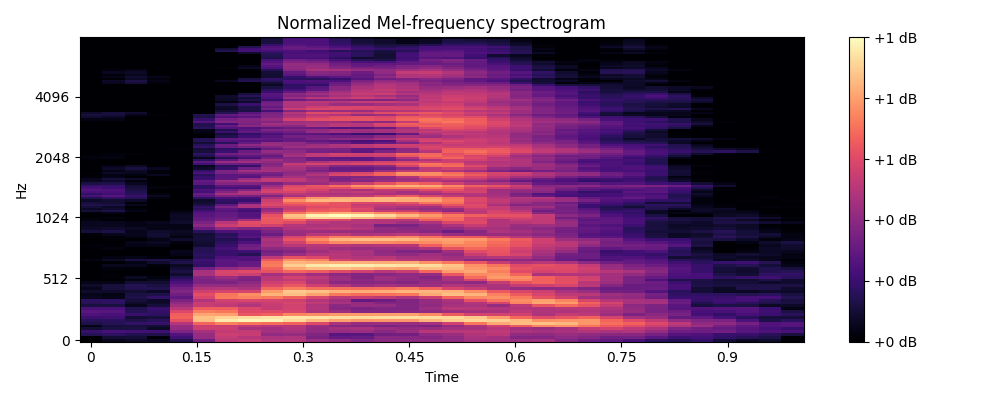 Normalized Mel-frequency spectrogram
4096
2048
1024
512
0
Hz
0 0.15 0.3 0.45 0.6 0.75 0.9
Time
+1 dB
+1 dB
+1 dB
+0 dB
+0 dB
+0 dB